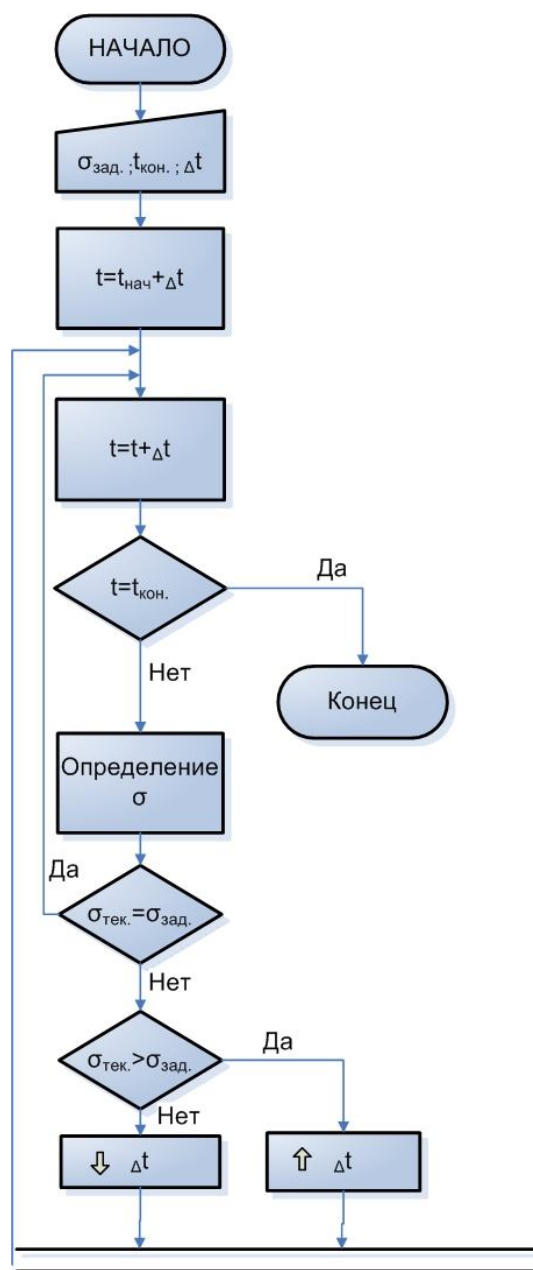 НАЧАЛО
σзад. ;tкон. ; Δt
t=tнач+Δt
t=t+Δt
t=tкон.
Да
Нет
Конец
Определение
σ
Да
σтек.=σзад.
Нет
σтек.>σзад.
Да
Нет
⇩ Δt
⇧ Δt